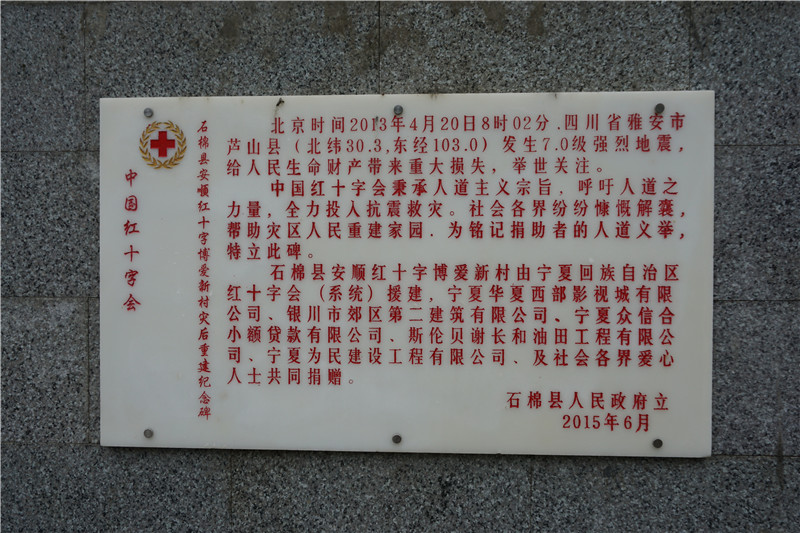 中国红十字会
石棉县安顺红十字博爱新村灾后重建纪念碑
北京时间2013年4月20日8时02分.四川省雅安市
芦山县（北纬30.3,东经103.0）发生7.0级强烈地震，
给人民生命财产带来重大损失，举世关注。
中国红十字会秉承人道主义宗旨，呼吁人道之
力量，全力投入抗震救灾。社会各界纷纷慷慨解囊，
帮助灾区人民重建家园.为铭记捐助者的人道义举，
特立此碑。
石棉县安顺红十字博爱新村由宁夏回族自治区
红十字会（系统）援建，宁夏华夏西部影视城有限
公司、银川市郊区第二建筑有限公司、宁夏众信合
小额贷款有限公司、斯伦贝谢长和油田工程有限公
司、宁夏为民建设工程有限公司、及社会各界爱心
人士共同捐赠。
石棉县人民政府立
2015年6月